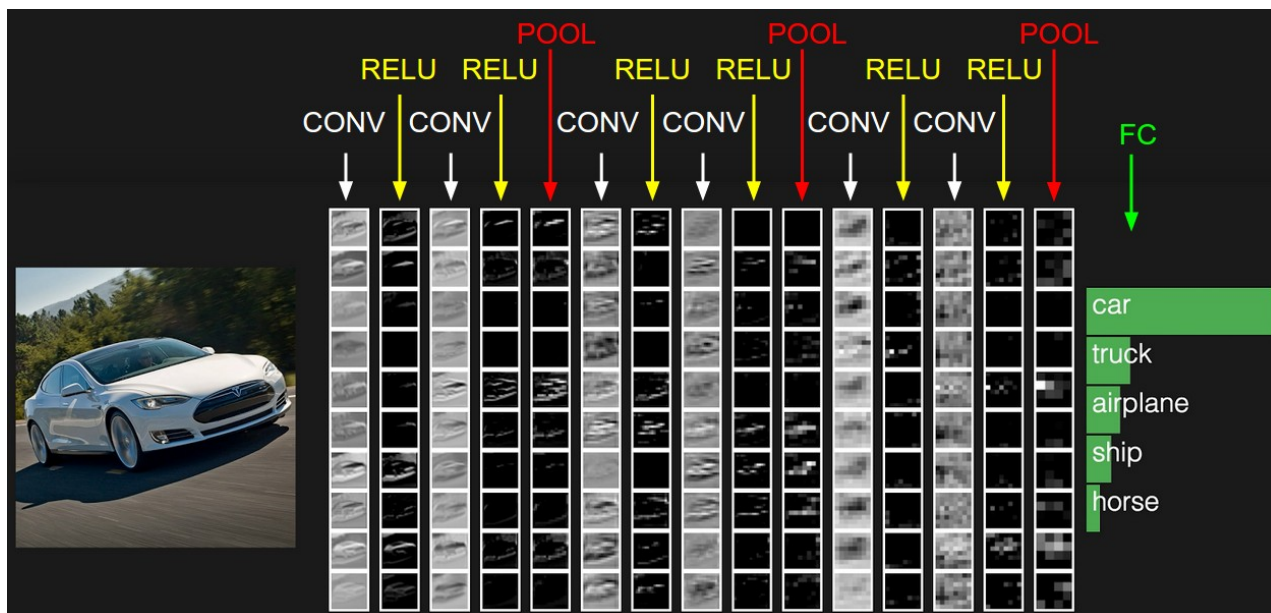 POOL POOL POOL
RELU RELU RELU RELU RELU RELU
CONV CONV CONV CONV CONV CONV
FC
car
truck
airplane
ship
horse